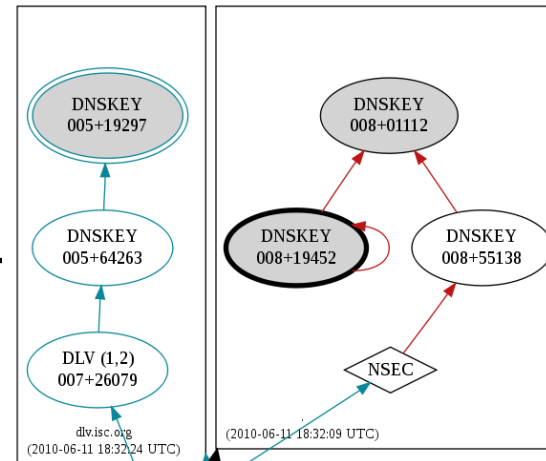 DNSKEY
005+19297
DNSKEY
005+64263
DLV (1,2)
007+26079
dlv.isc.org
(2010-06-11 18:32:24 UTC)
DNSKEY
008+01112
DNSKEY
008+19452
DNSKEY
008+55138
NSEC
.
(2010-06-11 18:32:09 UTC)